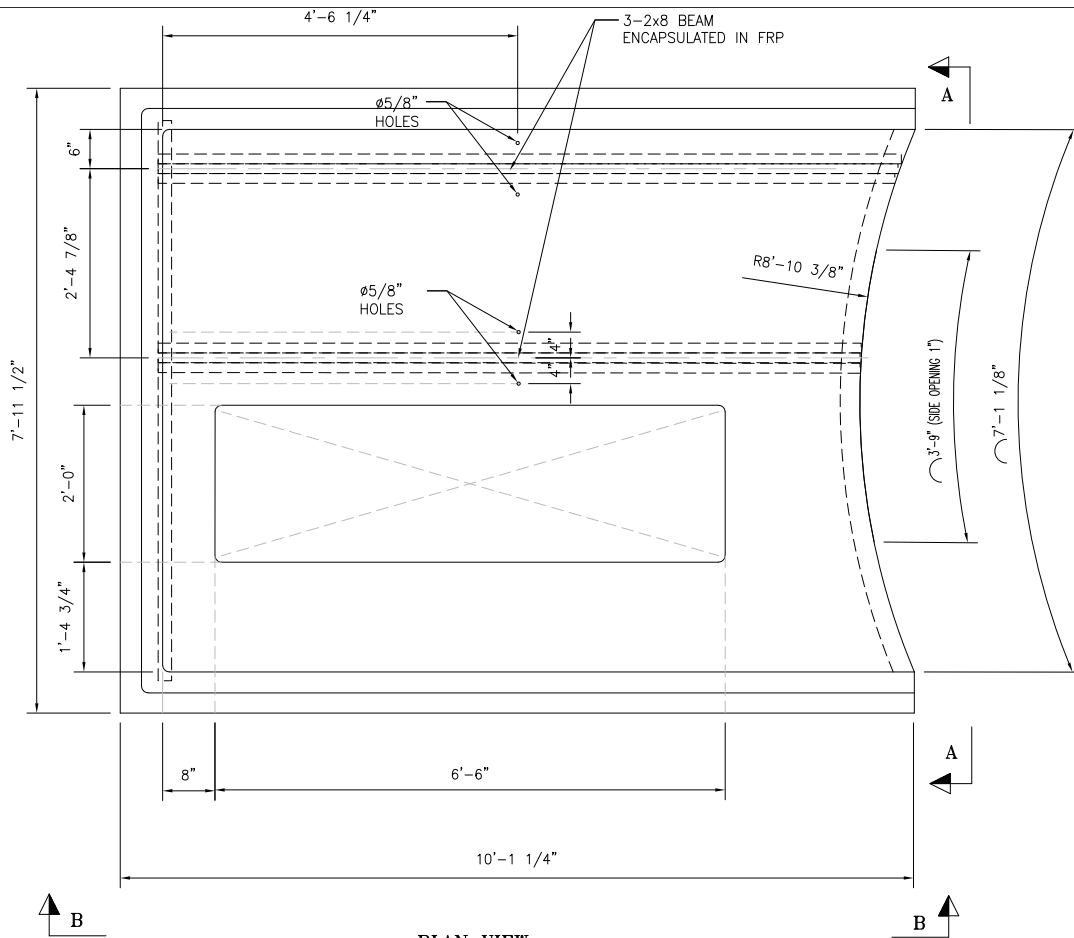 4'-6 1/4"
3-2x8 BEAM
ENCAPSULATED IN FRP
A
ø5/8"
HOLES
6"
2'-4 7/8"
R8'-10 3/8"
ø5/8"
HOLES
4"
4"
3'-9" (SIDE OPENING 1")
7'-1 1/8"
7'-11 1/2"
2'-0"
1'-4 3/4"
A
8"
6'-6"
10'-1 1/4"
B
B
PLAN VIEW